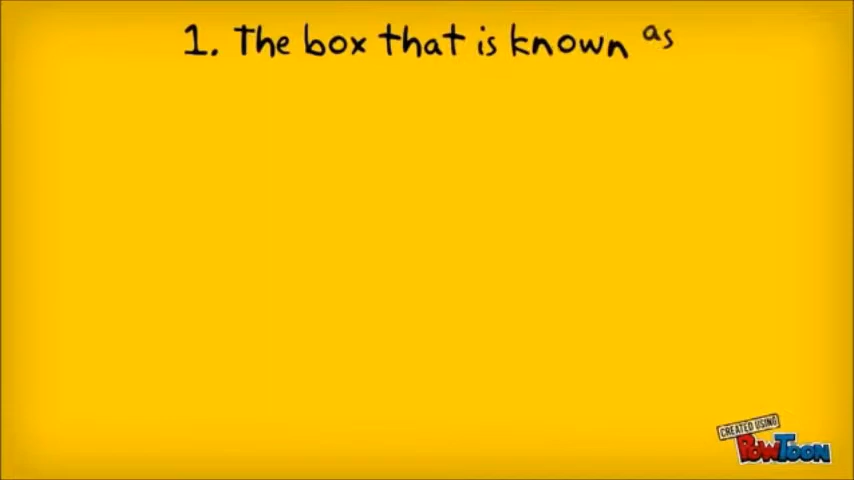 1. The box that is known as
CREATED USING
POWTOON